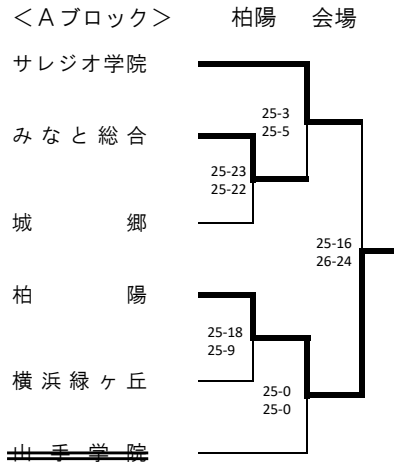 ＜Ａブロック＞ 柏陽 会場
サレジオ学院
25-3
25-5
みなと総合
25-23
25-22
城郷
25-16
26-24
柏陽
25-18
25-9
横浜緑ヶ丘
25-0
25-0
山手学院